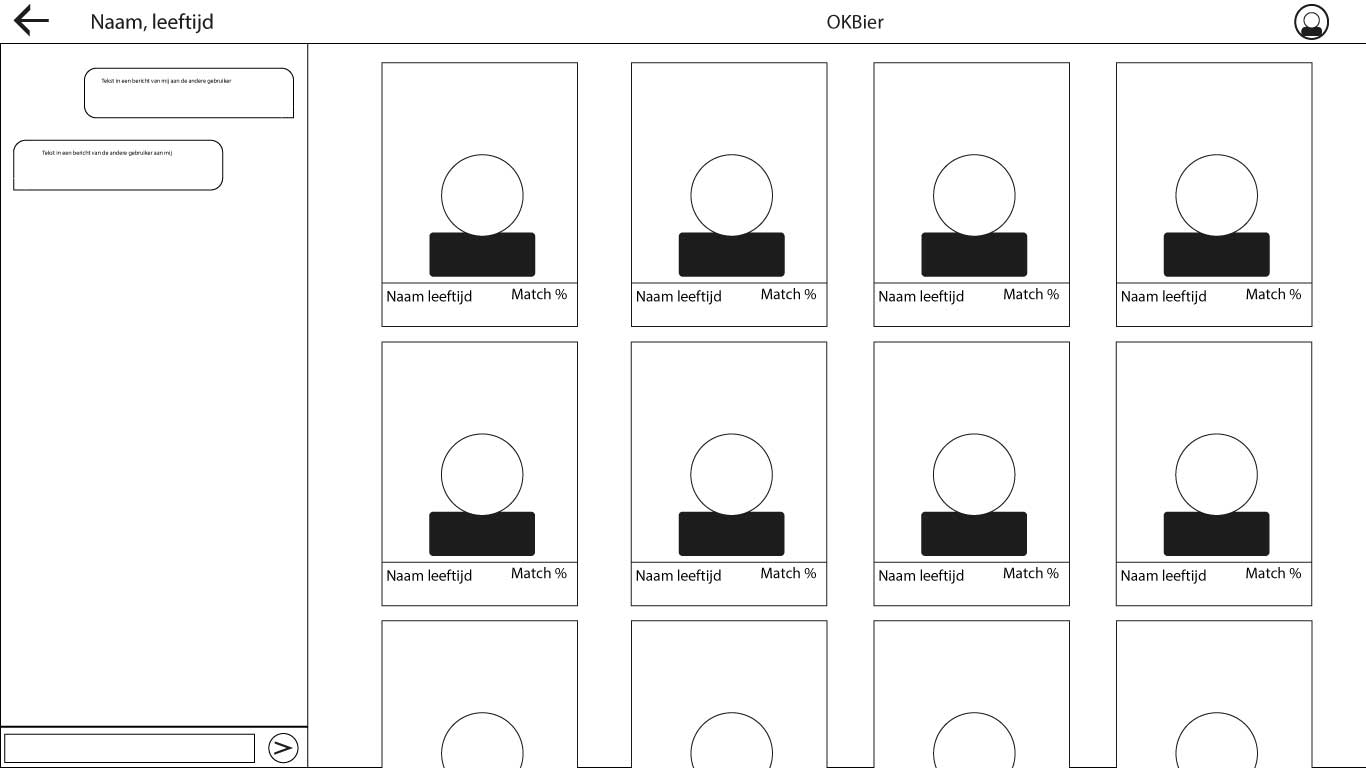 Naam, leeftijd
OKBier
Tekst in een bericht van mij aan de andere gebruiker
Tekst in een bericht van de andere gebruiker aan mij
Naam leeftijd Match %
Naam leeftijd Match %
Naam leeftijd Match %
Naam leeftijd Match %
Naam leeftijd Match %
Naam leeftijd Match %
Naam leeftijd Match %
Naam leeftijd Match %